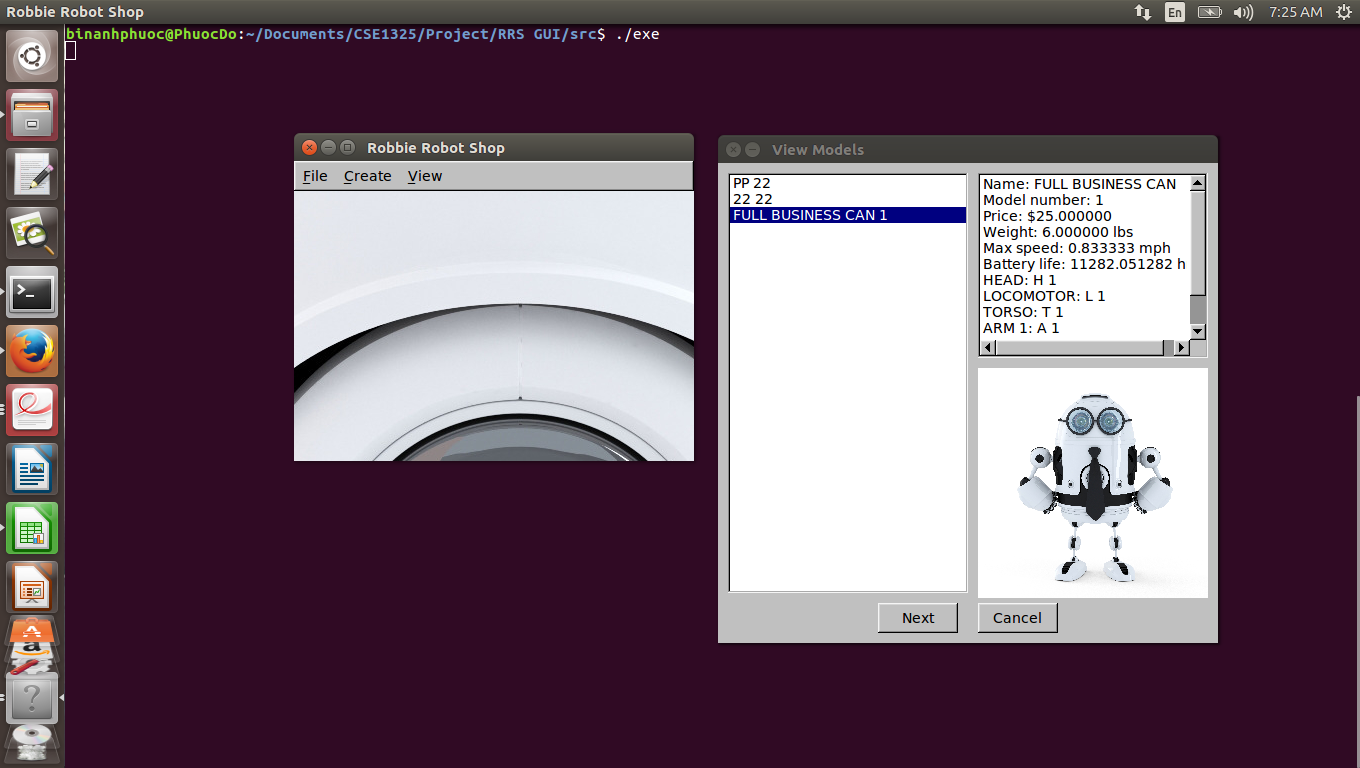 Robbie Robot Shop
En
7:25 AM
binanhphuoc@PhuocDo:~/Documents/CSE1325/Project/RRS GUI/src$ ./exe
Robbie Robot Shop
File Create View
View Models
PP 22
22 22
FULL BUSINESS CAN 1
Name: FULL BUSINESS CAN
Model number: 1
Price: $25.000000
Weight: 6.000000 lbs
Max speed: 0.833333 mph
Battery life: 11282.051282 h
HEAD: H 1
LOCOMOTOR: L 1
TORSO: T 1
ARM 1: A 1
Next
Cancel